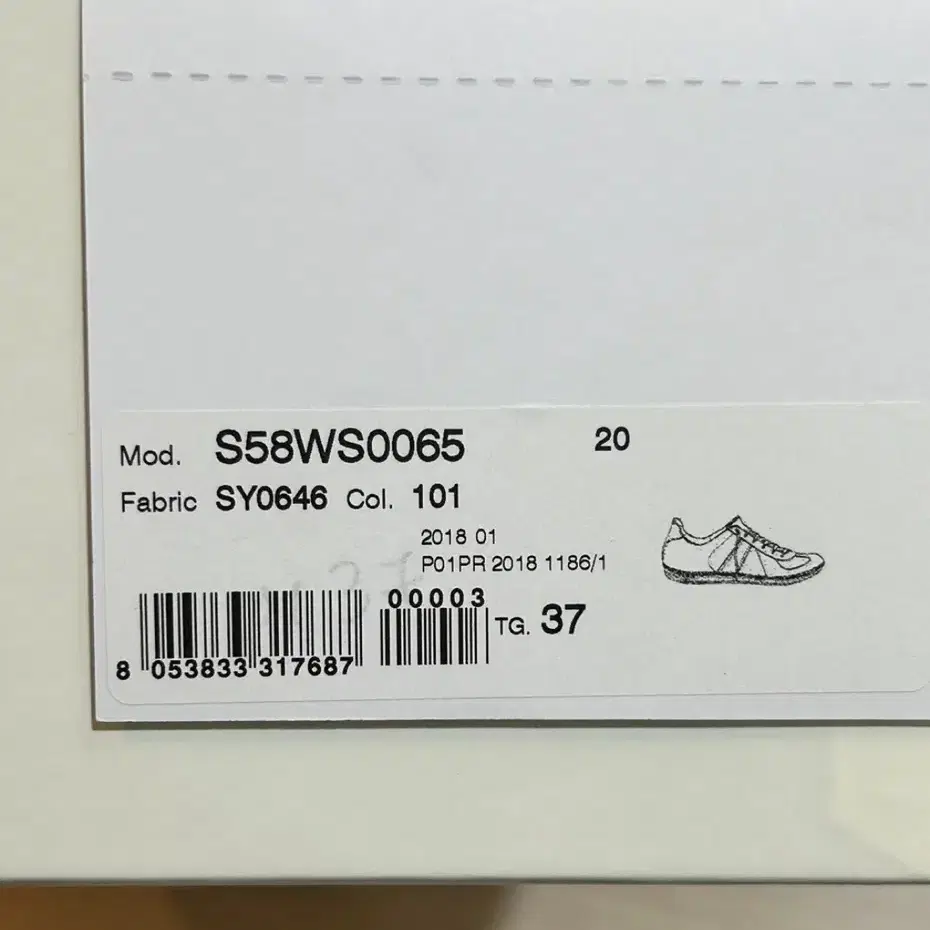 Mod. S58WS0065 20
Fabric SY0646 Col. 101
2018 01
P01PR 2018 1186/1
00003
TG. 37
8 053833 317687